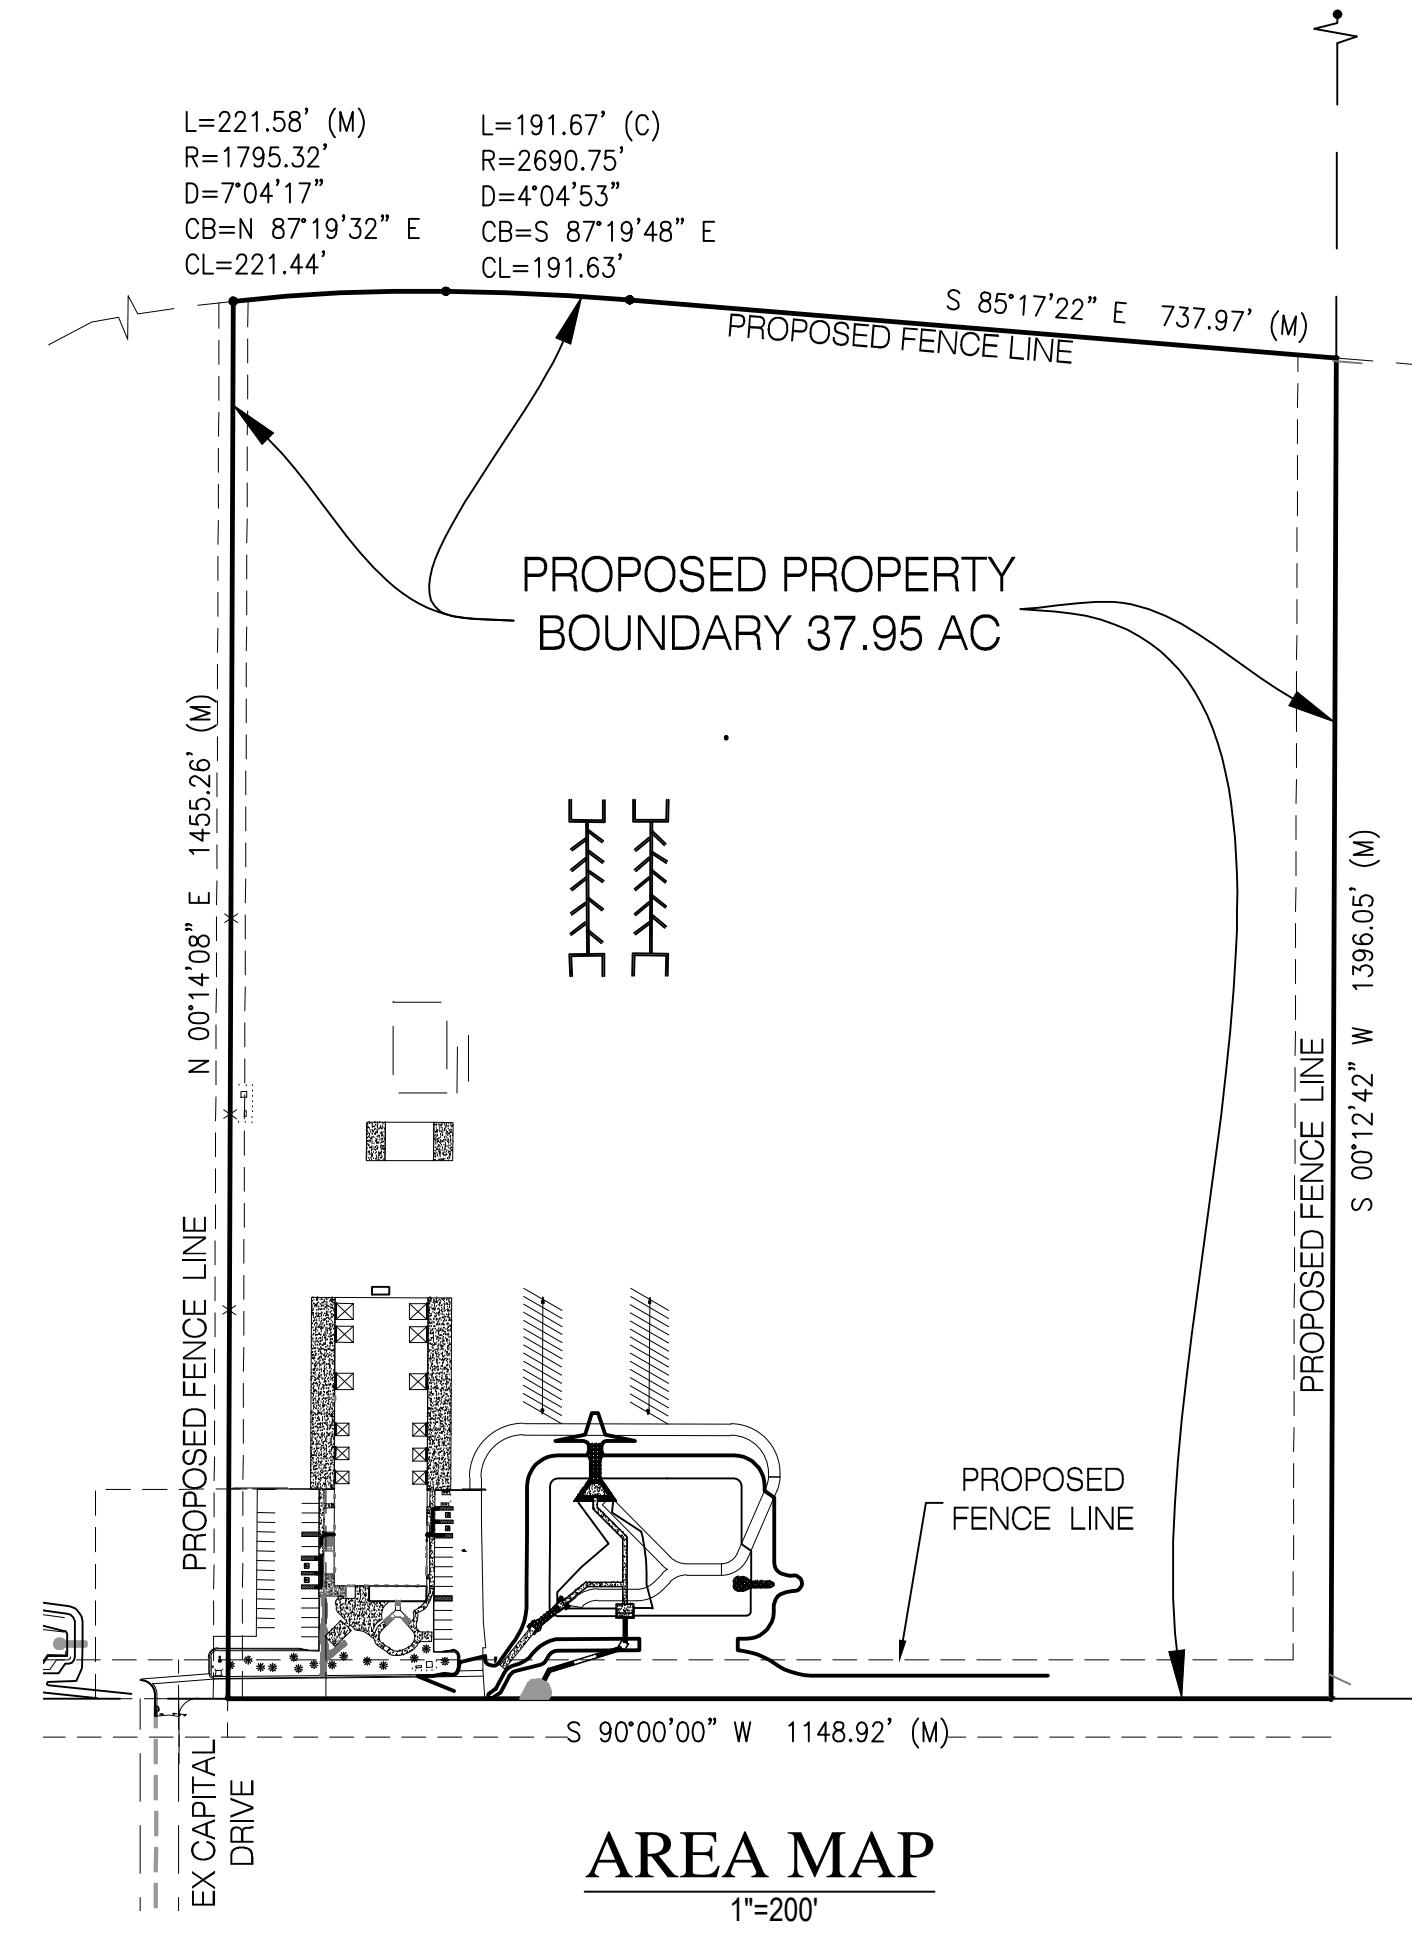 L=221.58' (M)
R=1795.32'
D=7°04'17"
CB=N 87°19'32" E
CL=221.44'
L=191.67' (C)
R=2690.75'
D=4°04'53"
CB=S 87°19'48" E
CL=191.63'
S 85°17'22" E 737.97' (M)
PROPOSED FENCE LINE
PROPOSED PROPERTY
BOUNDARY 37.95 AC
N 00°14'08" E 1455.26' (M)
S 00°12'42" W 1396.05' (M)
PROPOSED FENCE LINE
PROPOSED FENCE LINE
PROPOSED
FENCE LINE
S 90°00'00" W 1148.92' (M)
EX CAPITAL
DRIVE
AREA MAP
1"=200'